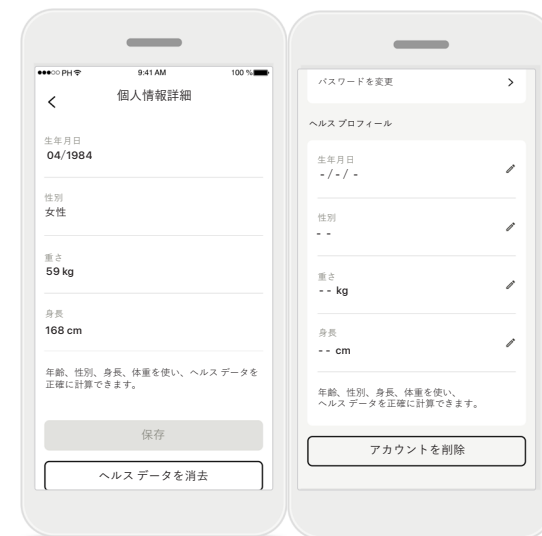 PH
9:41 AM
100 %
個人情報詳細
生年月日
04/1984
性別
女性
重さ
59 kg
身長
168 cm
年齢、性別、身長、体重を使い、ヘルス データを
正確に計算できます。
保存
ヘルス データを消去
パスワードを変更
ヘルス プロフィール
生年月日
- / - / -
性別
- -
重さ
- - kg
身長
- - cm
年齢、性別、身長、体重を使い、
ヘルス データを正確に計算できます。
アカウントを削除